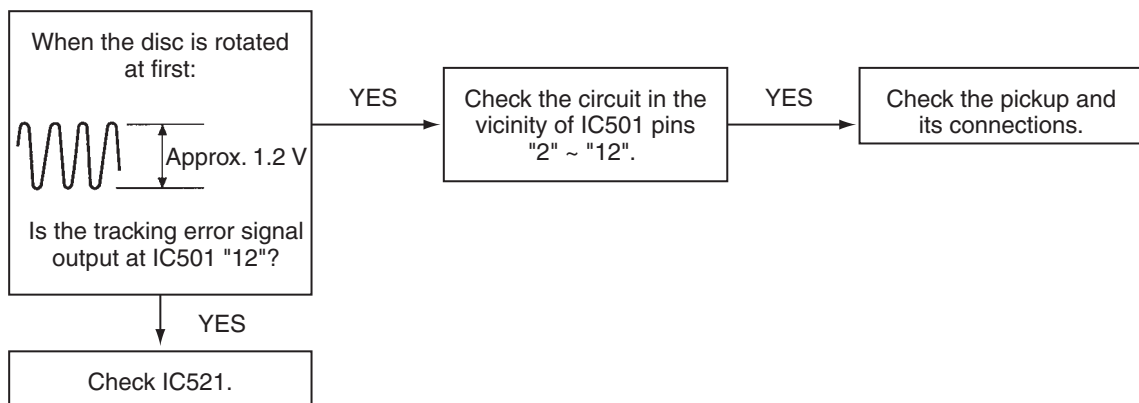 When the disc is rotated
at first:
Approx. 1.2 V
Is the tracking error signal
output at IC501 "12"?
YES
Check the circuit in the
vicinity of IC501 pins
"2" ~ "12".
YES
Check the pickup and
its connections.
YES
Check IC521.